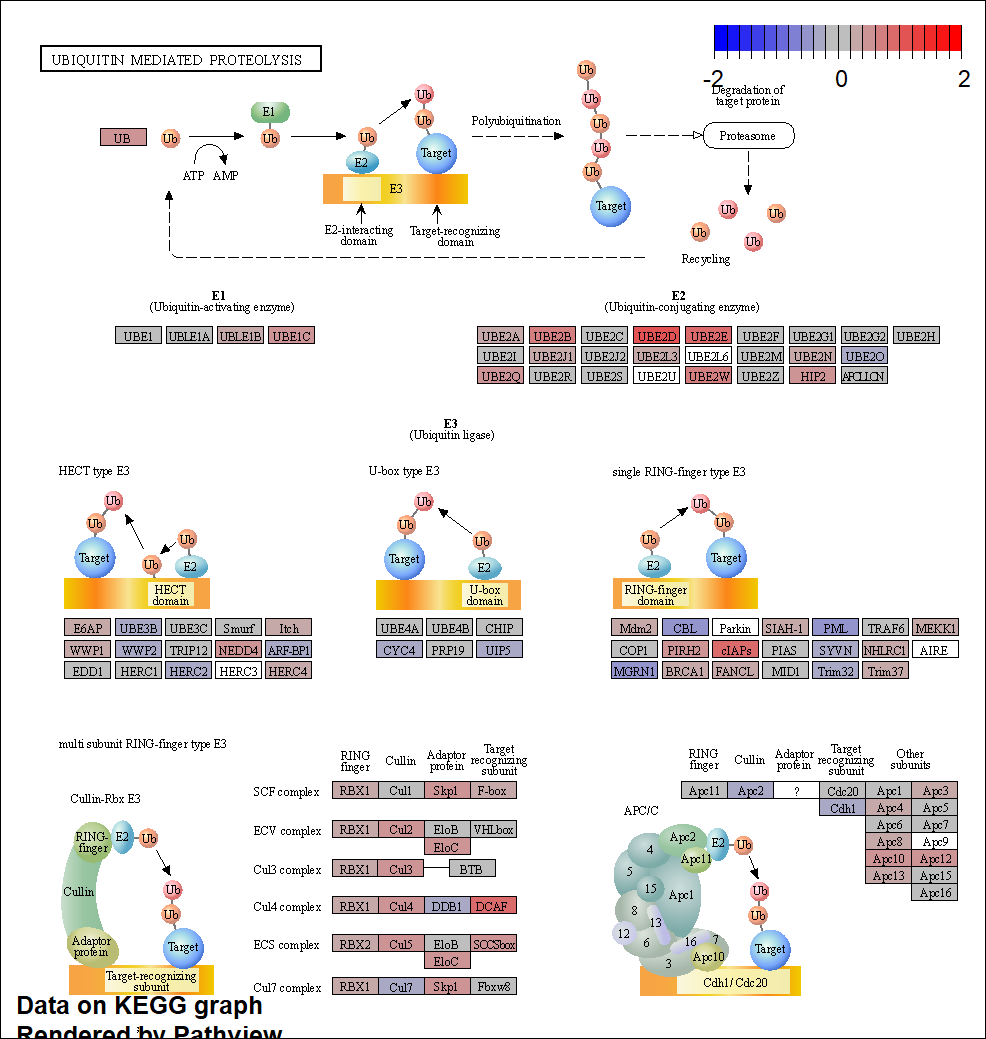 UBIQUITIN MEDIATED PROTEOLYSIS
-2 0 2
Degradation of
target protein
UB Ub
E1
Ub
ATP AMP
Ub
E2
E3
Ub
Ub
Target
E2-interacting
domain
Target-recognizing
domain
Polyubiquitination
Ub
Ub
Ub
Ub
Ub
Target
Proteasome
Ub
Ub
Ub
Ub
Recycling
E1
(Ubiquitin-activating enzyme)
UBE1 UBLE1A UBLE1B UBE1C
E2
(Ubiquitin-conjugating enzyme)
UBE2A UBE2B UBE2C UBE2D UBE2E UBE2F UBE2G1 UBE2G2 UBE2H
UBE2I UBE2J1 UBE2J2 UBE2L3 UBE2L6 UBE2M UBE2N UBE2O
UBE2Q UBE2R UBE2S UBE2U UBE2W UBE2Z HIP2 AFCLLCN
E3
(Ubiquitin ligase)
HECT type E3
Ub
Ub
Target
Ub
Ub
E2
HECT
domain
E6AP UBE3B UBE3C Smurf Itch
WWP1 WWP2 TRIP12 NEDD4 ARF-BP1
EDD1 HERC1 HERC2 HERC3 HERC4
U-box type E3
Ub
Ub
Target
Ub
E2
U-box
domain
UBE4A UBE4B CHIP
CYC4 PRP19 UIP5
single RING-finger type E3
Ub
E2
Ub
Ub
Target
RING-finger
domain
Mdm2 CBL Parkin SIAH-1 PML TRAF6 MEKK1
COP1 PIRH2 cIAPs PIAS SYVN NHLRC1 AIRE
MGRN1 BRCA1 FANCL MID1 Trim32 Trim37
multi subunit RING-finger type E3
Cullin-Rbx E3
RING-
finger
E2 Ub
Cullin
Ub
Ub
Adaptor
protein
Target
Target-recognizing
subunit
RING
finger
Cullin
Adaptor
protein
Target
recognizing
subunit
SCF complex RBX1 Cul1 Skp1 F-box
ECV complex RBX1 Cul2 EloB VHLbox
EloC
Cul3 complex RBX1 Cul3 BTB
Cul4 complex RBX1 Cul4 DDB1 DCAF
ECS complex RBX2 Cul5 EloB SOCSbox
EloC
Cul7 complex RBX1 Cul7 Skp1 Fbxw8
RING
finger
Cullin
Adaptor
protein
Target
recognizing
subunit
Other
subunits
Apc11 Apc2 ? Cdc20 Apc1 Apc3
Cdh1 Apc4 Apc5
Apc6 Apc7
Apc8 Apc9
Apc10 Apc12
Apc13 Apc15
Apc16
APC/C
Apc2 E2 Ub
4
Apc11
5
15 Apc1
8
13
12
6
16
7
3
Apc10
Ub
Ub
Target
Cdh1/Cdc20
Data on KEGG graph
Rendered by Pathview